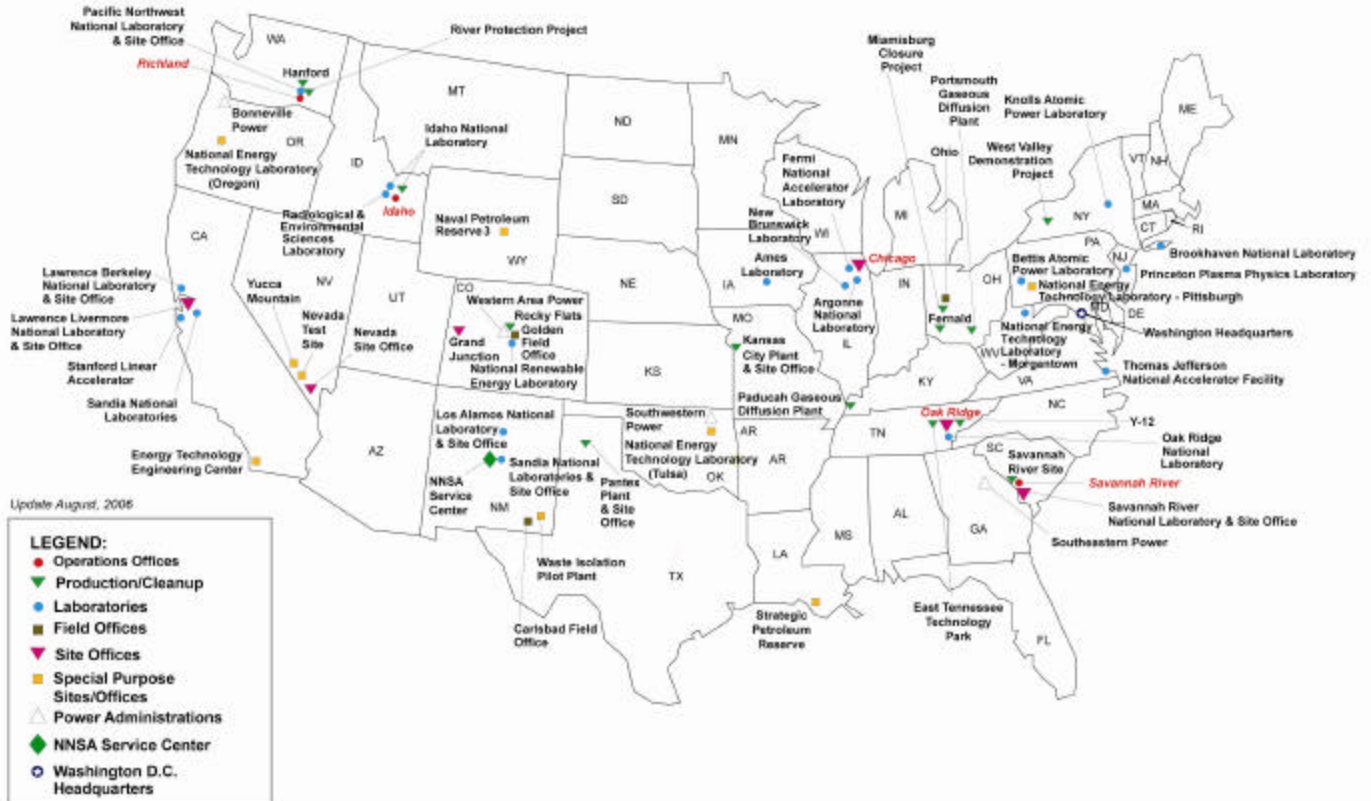 Pacific Northwest
National Laboratory
& Site Office
Richland
WA
River Protection Project
Hanford
Bonneville
Power
OR
National Energy
Technology Laboratory
(Oregon)
MT
Idaho National
Laboratory
ID
Idaho
Radiological &
Environmental
Sciences
Laboratory
Naval Petroleum
Reserve 3
WY
ND
SD
NE
KS
MN
CA
NV
UT
AZ
Lawrence Berkeley
National Laboratory
& Site Office
Lawrence Livermore
National Laboratory
& Site Office
Stanford Linear
Accelerator
Sandia National
Laboratories
Energy Technology
Engineering Center
Yucca
Mountain
Nevada
Test
Site
Nevada
Site Office
CO
Western Area Power
Rocky Flats
Golden
Field
Office
Grand
Junction
National Renewable
Energy Laboratory
Los Alamos National
Laboratory
& Site Office
NNSA
Service
Center
NM
Sandia National
Laboratories &
Site Office
Waste Isolation
Pilot Plant
Carlsbad Field
Office
Pantex
Plant
& Site
Office
TX
Southwestern
Power
National Energy
Technology Laboratory
(Tulsa)
OK
AR
AR
LA
Strategic
Petroleum
Reserve
MS
AL
GA
FL
Miamisburg
Closure
Project
Portsmouth
Gaseous
Diffusion
Plant
Ohio
Knolls Atomic
Power Laboratory
West Valley
Demonstration
Project
Fermi
National
Accelerator
Laboratory
New
Brunswick
Laboratory
WI
MI
Ames
Laboratory
IA
Chicago
Argonne
National
Laboratory
IL
IN
OH
Fernald
MO
Kansas
City Plant
& Site Office
Paducah Gaseous
Diffusion Plant
KY
TN
Oak Ridge
ME
VT
NH
MA
CT
RI
NY
PA
NJ
MD
DE
WV
VA
NC
SC
Brookhaven National Laboratory
Princeton Plasma Physics Laboratory
Bettis Atomic
Power Laboratory
National Energy
Technology Laboratory - Pittsburgh
Washington Headquarters
National Energy
Technology
Laboratory
- Morgantown
Thomas Jefferson
National Accelerator Facility
Y-12
Oak Ridge
National
Laboratory
Savannah
River Site
Savannah River
Savannah River
National Laboratory & Site Office
Southeastern Power
East Tennessee
Technology
Park
Update August, 2006
LEGEND:
Operations Offices
Production/Cleanup
Laboratories
Field Offices
Site Offices
Special Purpose
Sites/Offices
Power Administrations
NNSA Service Center
Washington D.C.
Headquarters